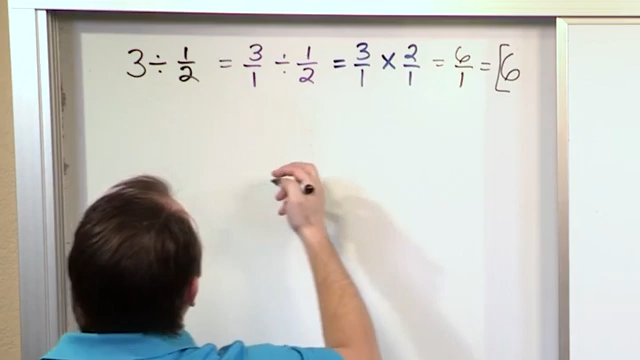 3 ÷ 1/2 = 3/1 ÷ 1/2 = 3/1 × 2/1 = 6/1 = [6